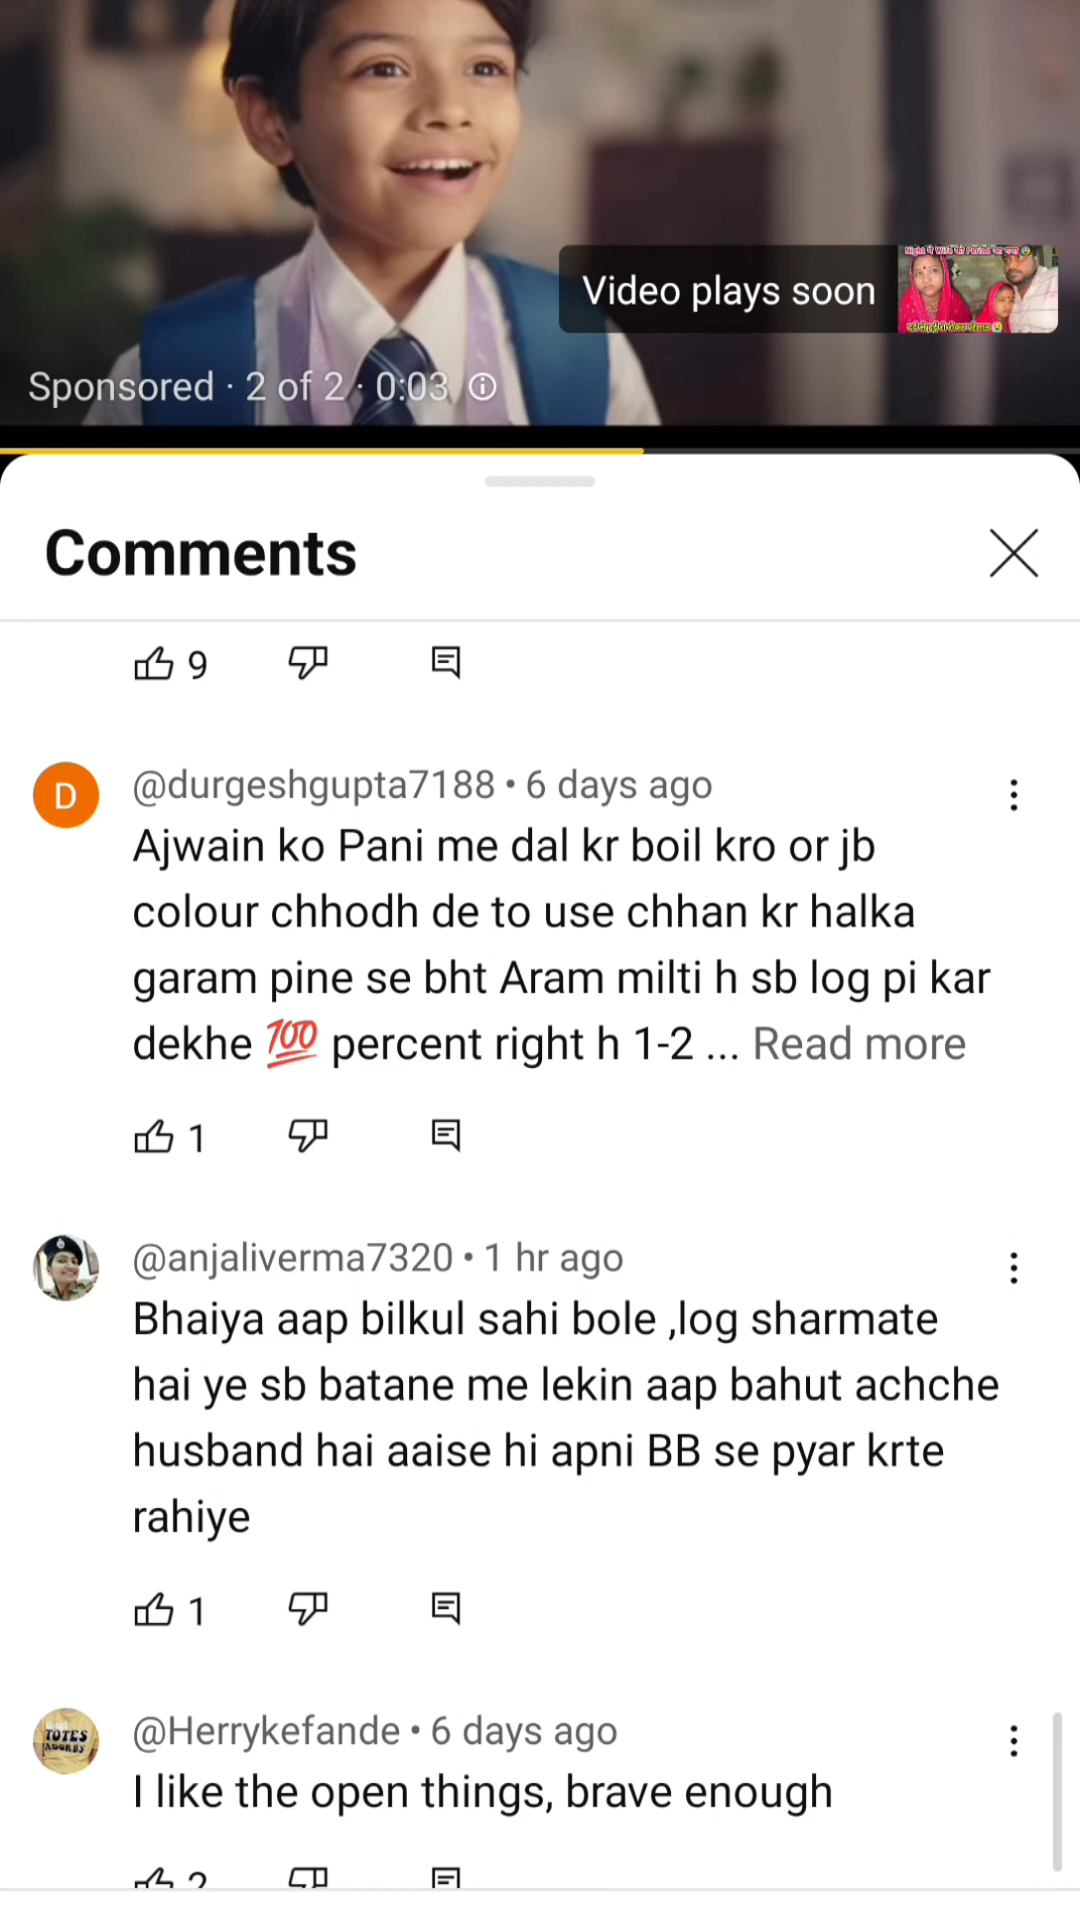 Video plays soon
Sponsored · 2 of 2 · 0:03
Comments
9
D
@durgeshgupta7188 • 6 days ago
Ajwain ko Pani me dal kr boil kro or jb
colour chhodh de to use chhan kr halka
garam pine se bht Aram milti h sb log pi kar
dekhe 💯 percent right h 1-2 ... Read more
1
@anjaliverma7320 • 1 hr ago
Bhaiya aap bilkul sahi bole ,log sharmate
hai ye sb batane me lekin aap bahut achche
husband hai aaise hi apni BB se pyar krte
rahiye
1
TOTES
@Herrykefande • 6 days ago
I like the open things, brave enough
2